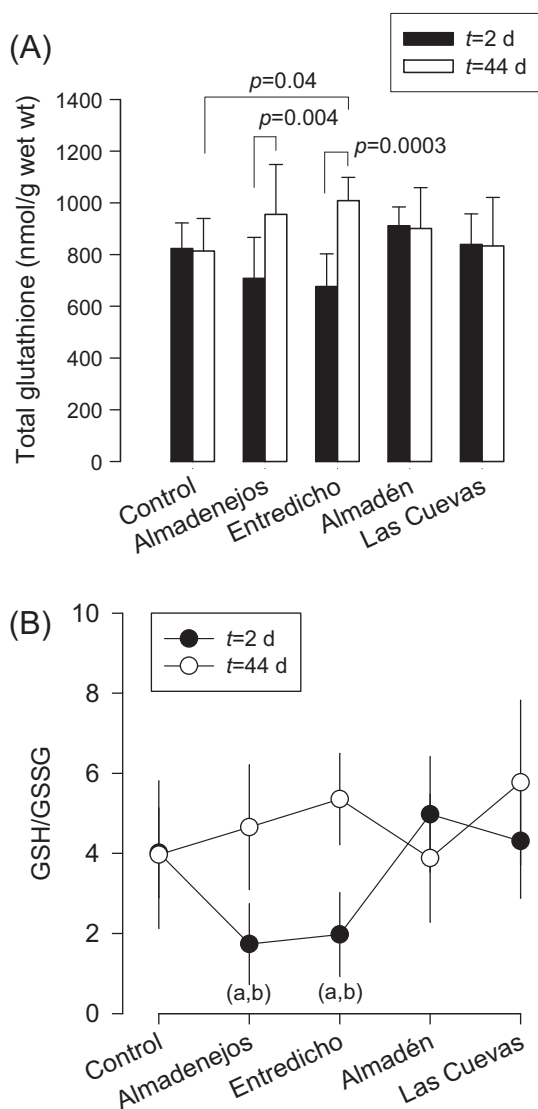 (A)
t=2 d
t=44 d
p=0.04
p=0.004
p=0.0003
Total glutathione (nmol/g wet wt)
1400
1200
1000
800
600
400
200
0
Control
Almadenejos
Entredicho
Almadén
Las Cuevas
(B)
t=2 d
t=44 d
GSH/GSSG
10
8
6
4
2
0
(a,b)
(a,b)
Control
Almadenejos
Entredicho
Almadén
Las Cuevas